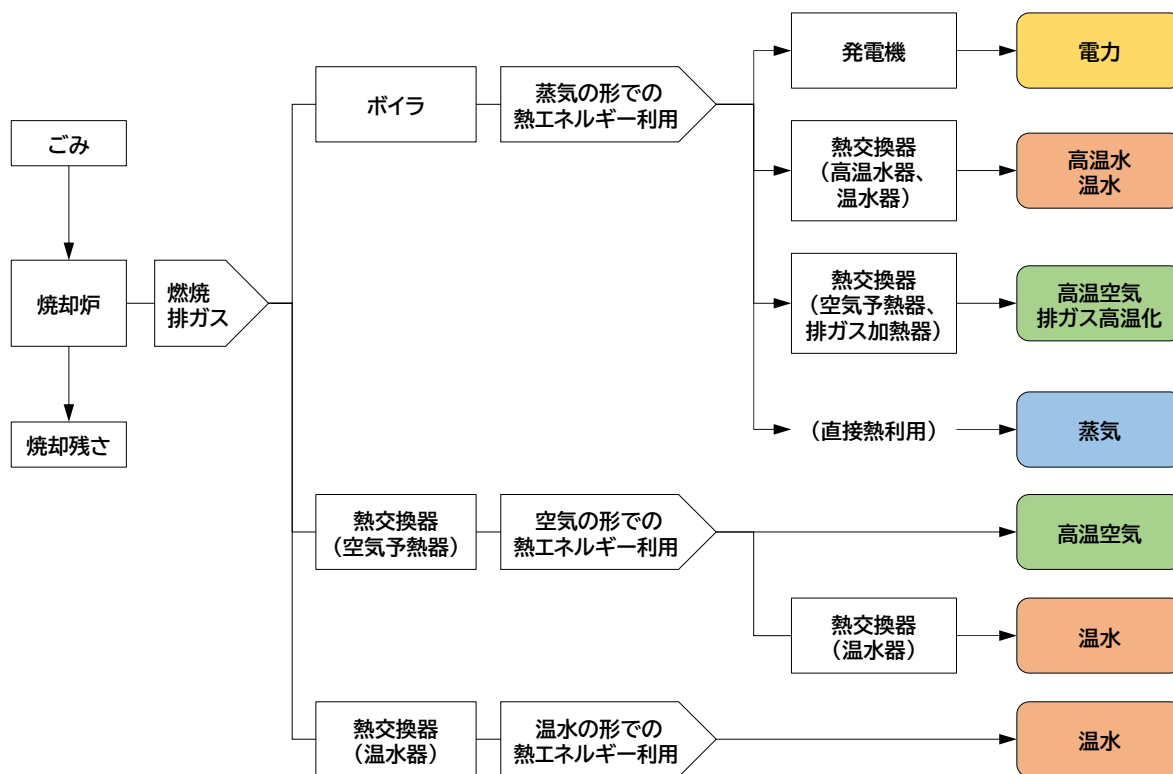 ごみ
焼却炉
焼却残さ
燃焼
排ガス
ボイラ
蒸気の形での
熱エネルギー利用
発電機
電力
熱交換器
（高温水器、
温水器）
高温水
温水
熱交換器
（空気予熱器、
排ガス加熱器）
高温空気
排ガス高温化
（直接熱利用）
蒸気
熱交換器
（空気予熱器）
空気の形での
熱エネルギー利用
高温空気
熱交換器
（温水器）
温水
熱交換器
（温水器）
温水の形での
熱エネルギー利用
温水